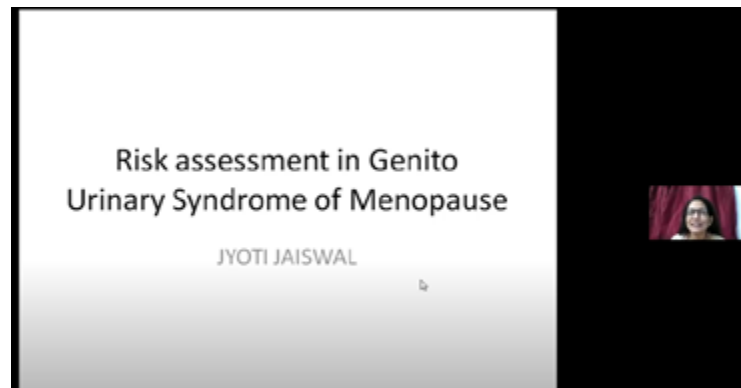 Risk assessment in Genito
Urinary Syndrome of Menopause
JYOTI JAISWAL